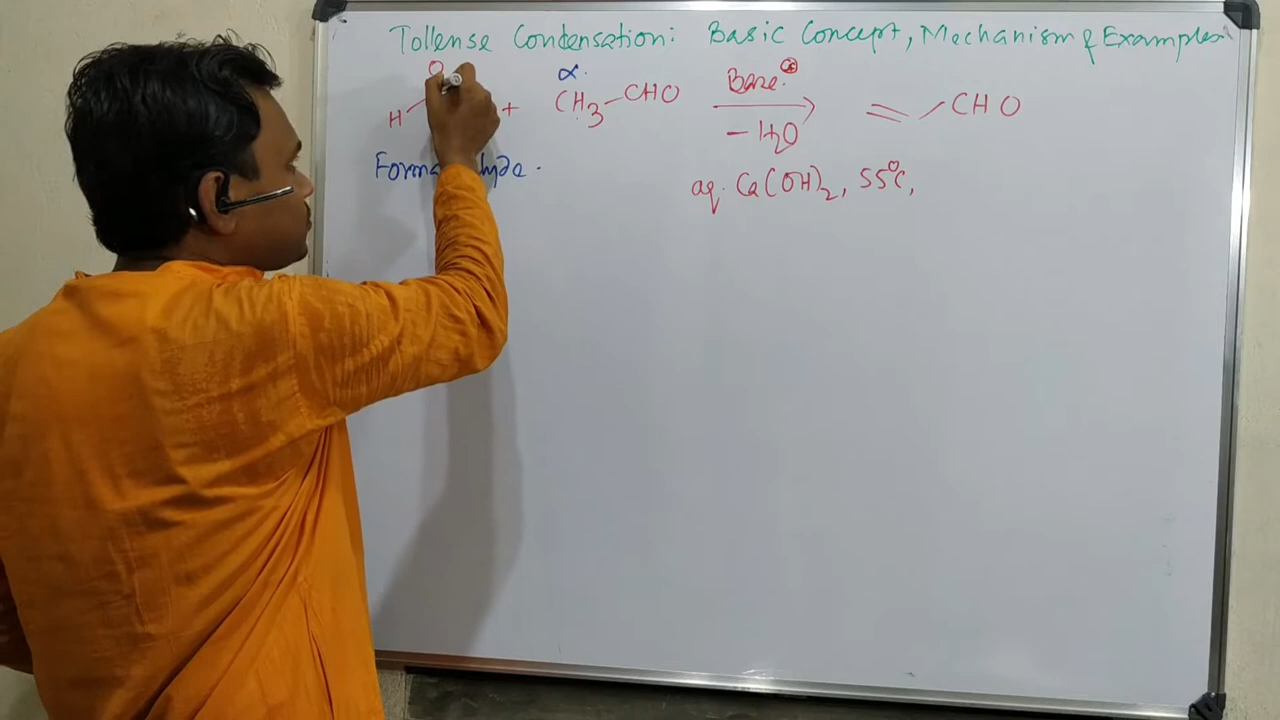 Tollense Condensation: Basic Concept, Mechanism & Examples
O α Base ⊕
H + CH3-CHO → = CHO
- H2O
aq. Ca(OH)2, 55°C,